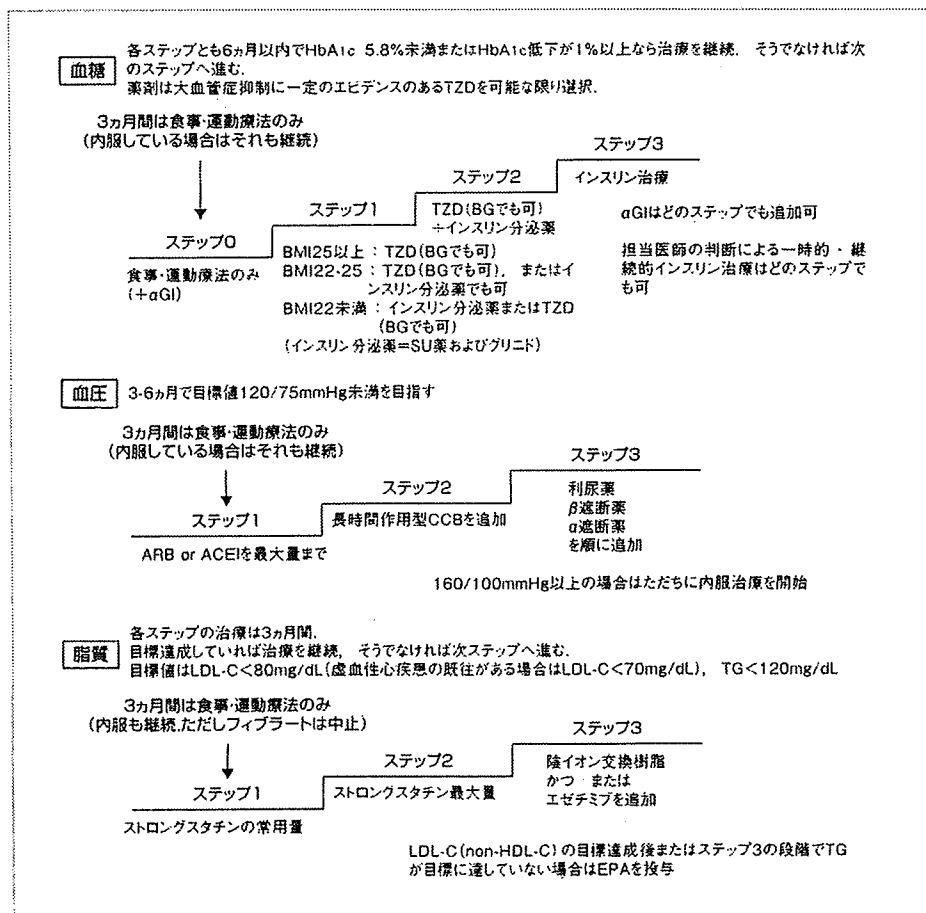 血糖
各ステップとも6ヵ月以内でHbA1c 5.8%未満またはHbA1c低下が1%以上なら治療を継続. そうでなければ次
のステップへ進む.
薬剤は大血管症抑制に一定のエビデンスのあるTZDを可能な限り選択.
3ヵ月間は食事・運動療法のみ
(内服している場合はそれも継続)
ステップ0
食事・運動療法のみ
(+αGI)
ステップ1
BMI25以上:TZD(BGでも可)
BMI22-25:TZD(BGでも可), またはイ
ンスリン分泌薬でも可
BMI22未満:インスリン分泌薬またはTZD
(BGでも可)
(インスリン分泌薬=SU薬およびグリニド)
ステップ2
TZD(BGでも可)
+インスリン分泌薬
ステップ3
インスリン治療
αGIはどのステップでも追加可
担当医師の判断による一時的・継
続的インスリン治療はどのステップで
も可
血圧
3-6ヵ月で目標値120/75mmHg未満を目指す
3ヵ月間は食事・運動療法のみ
(内服している場合はそれも継続)
ステップ1
ARB or ACEIを最大量まで
ステップ2
長時間作用型CCBを追加
ステップ3
利尿薬
β遮断薬
α遮断薬
を順に追加
160/100mmHg以上の場合はただちに内服治療を開始
脂質
各ステップの治療は3ヵ月間.
目標達成していれば治療を継続, そうでなければ次ステップへ進む.
目標値はLDL-C<80mg/dL(虚血性心疾患の既往がある場合はLDL-C<70mg/dL), TG<120mg/dL
3ヵ月間は食事・運動療法のみ
(内服も継続.ただしフィブラートは中止)
ステップ1
ストロングスタチンの常用量
ステップ2
ストロングスタチン最大量
ステップ3
陰イオン交換樹脂
かつ または
エゼチミブを追加
LDL-C(non-HDL-C)の目標達成後またはステップ3の段階でTG
が目標に達していない場合はEPAを投与